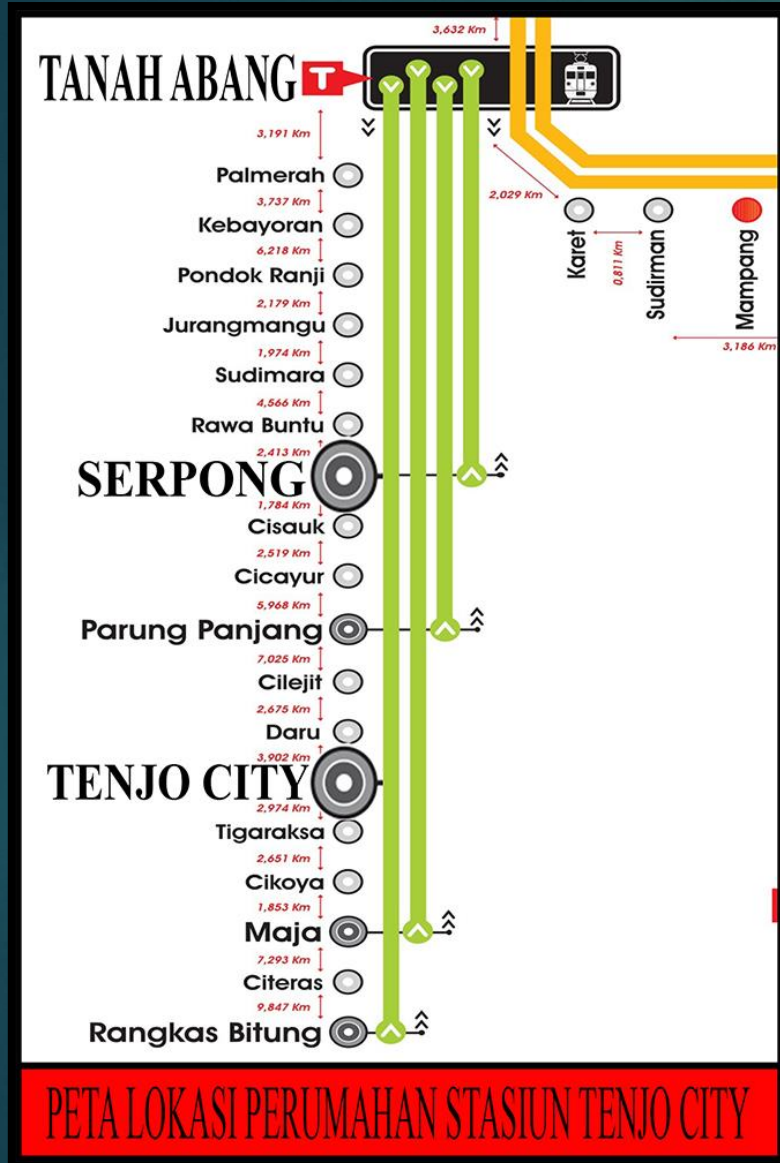 3,632 Km
TANAH ABANG T
3,191 Km
Palmerah
3,737 Km
Kebayoran
6,218 Km
Pondok Ranji
2,179 Km
Jurangmangu
1,974 Km
Sudimara
4,566 Km
Rawa Buntu
2,413 Km
SERPONG
1,784 Km
Cisauk
2,519 Km
Cicayur
5,968 Km
Parung Panjang
7,025 Km
Cilejit
2,675 Km
Daru
3,902 Km
TENJO CITY
2,974 Km
Tigaraksa
2,651 Km
Cikoya
1,853 Km
Maja
7,293 Km
Citeras
9,847 Km
Rangkas Bitung
2,029 Km
Karet
0,811 Km
Sudirman
Mampang
3,186 Km
PETA LOKASI PERUMAHAN STASIUN TENJO CITY